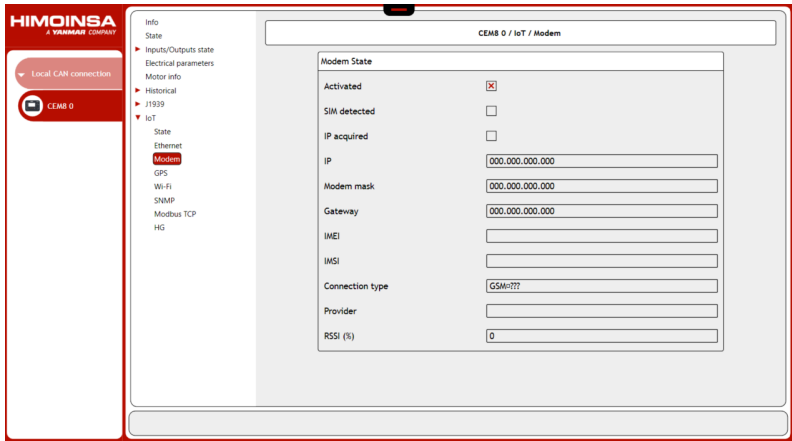 HIMOINSA
A YANMAR COMPANY
Local CAN connection
CEM8 0
Info
State
Inputs/Outputs state
Electrical parameters
Motor info
Historical
J1939
IoT
State
Ethernet
Modem
GPS
Wi-Fi
SNMP
Modbus TCP
HG
CEM8 0 / IoT / Modem
Modem State
Activated
SIM detected
IP acquired
IP 000.000.000.000
Modem mask 000.000.000.000
Gateway 000.000.000.000
IMEI
IMSI
Connection type GSM¤???
Provider
RSSI (%) 0